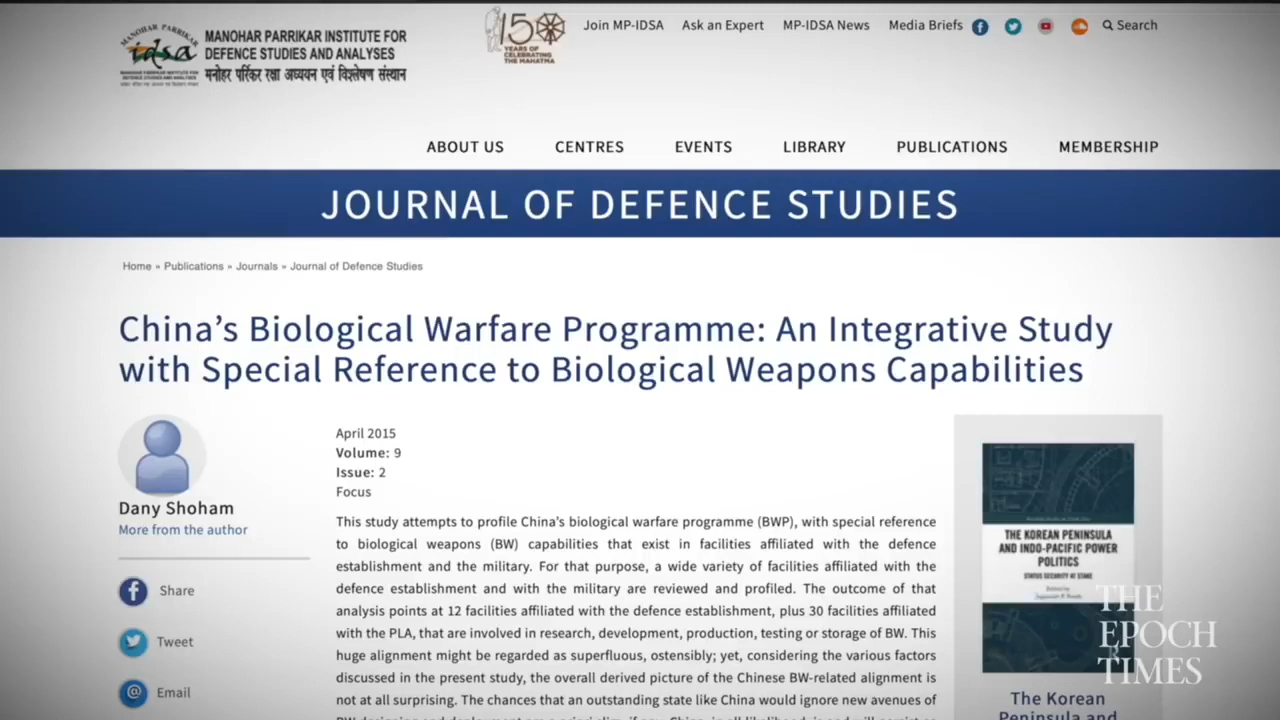 MANOHAR PARRIKAR
idsa
MANOHAR PARRIKAR INSTITUTE FOR
DEFENCE STUDIES AND ANALYSES
मनोहर पर्रिकर रक्षा अध्ययन एवं विश्लेषण संस्थान
150
YEARS OF
CELEBRATING
THE MAHATMA
Join MP-IDSA Ask an Expert MP-IDSA News Media Briefs Search
ABOUT US CENTRES EVENTS LIBRARY PUBLICATIONS MEMBERSHIP
JOURNAL OF DEFENCE STUDIES
Home » Publications » Journals » Journal of Defence Studies
China's Biological Warfare Programme: An Integrative Study
with Special Reference to Biological Weapons Capabilities
Dany Shoham
More from the author
Share
Tweet
Email
April 2015
Volume: 9
Issue: 2
Focus
This study attempts to profile China's biological warfare programme (BWP), with special reference
to biological weapons (BW) capabilities that exist in facilities affiliated with the defence
establishment and the military. For that purpose, a wide variety of facilities affiliated with the
defence establishment and with the military are reviewed and profiled. The outcome of that
analysis points at 12 facilities affiliated with the defence establishment, plus 30 facilities affiliated
with the PLA, that are involved in research, development, production, testing or storage of BW. This
huge alignment might be regarded as superfluous, ostensibly; yet, considering the various factors
discussed in the present study, the overall derived picture of the Chinese BW-related alignment is
not at all surprising. The chances that an outstanding state like China would ignore new avenues of
THE KOREAN PENINSULA
AND INDO-PACIFIC POWER
POLITICS
STATUS SECURITY AT STAKE
The Korean
Peninsula and
THE
EPOCH
TIMES